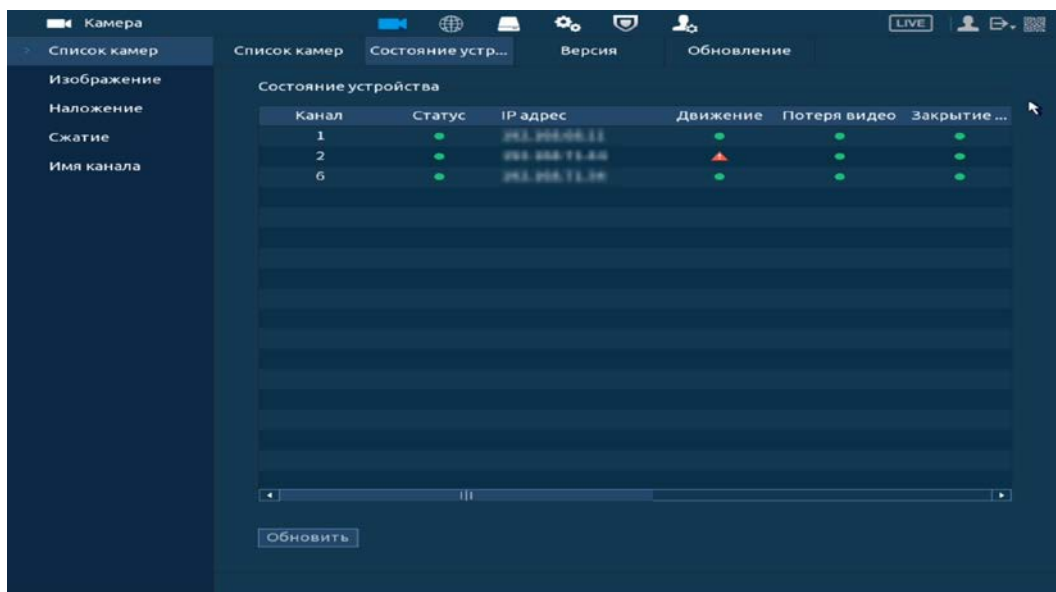 Камера LIVE
Список камер Список камер Состояние устр... Версия Обновление
Изображение
Состояние устройства
Наложение
Канал Статус IP адрес Движение Потеря видео Закрытие ...
Сжатие
1
2
Имя канала
6
Обновить